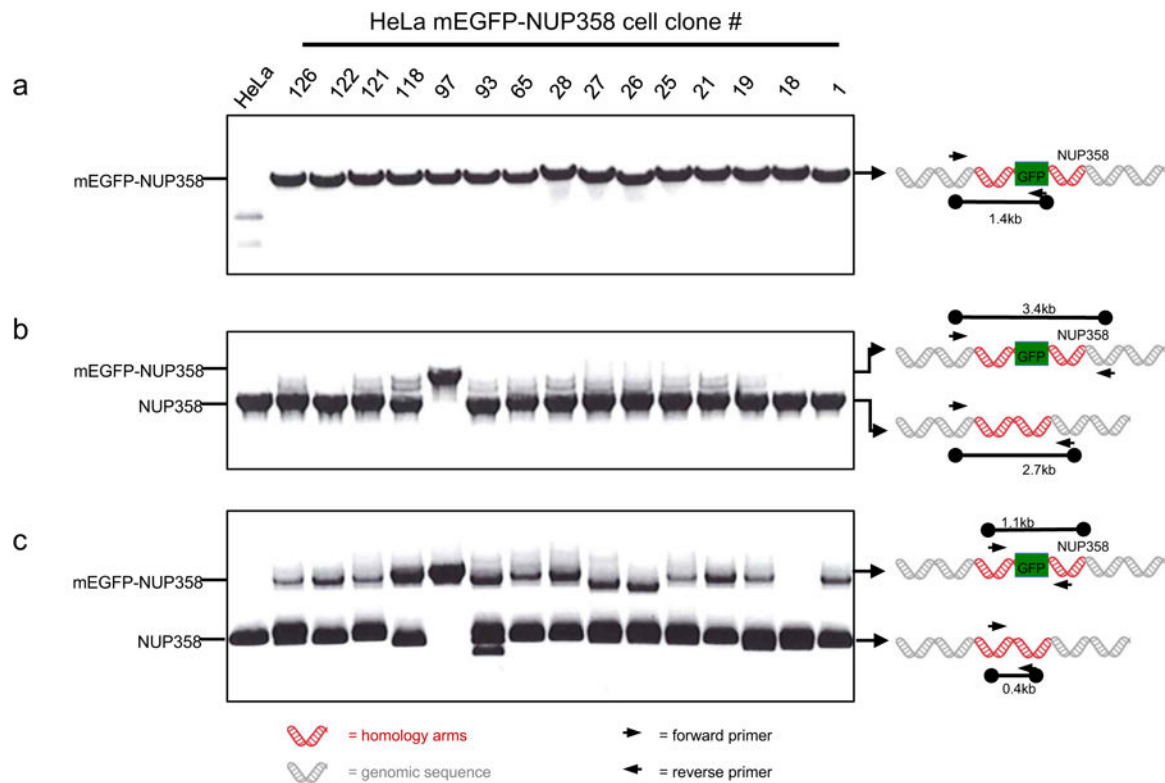 HeLa mEGFP-NUP358 cell clone #
HeLa 126 122 121 118 97 93 65 28 27 26 25 21 19 18 1
a
mEGFP-NUP358
NUP358
GFP
1.4kb
b
mEGFP-NUP358
NUP358
3.4kb
NUP358
GFP
2.7kb
c
mEGFP-NUP358
NUP358
1.1kb
NUP358
GFP
0.4kb
= homology arms
= forward primer
= genomic sequence
= reverse primer